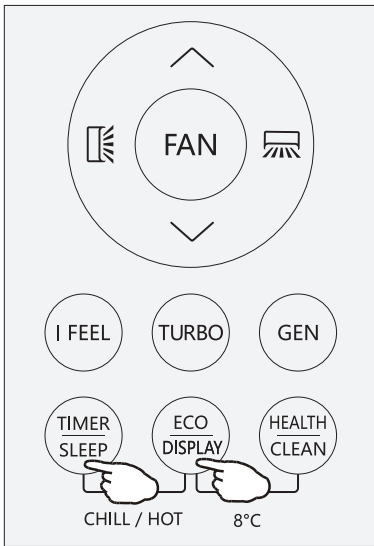 FAN
I FEEL
TURBO
GEN
TIMER
SLEEP
ECO
DISPLAY
HEALTH
CLEAN
CHILL / HOT
8°C